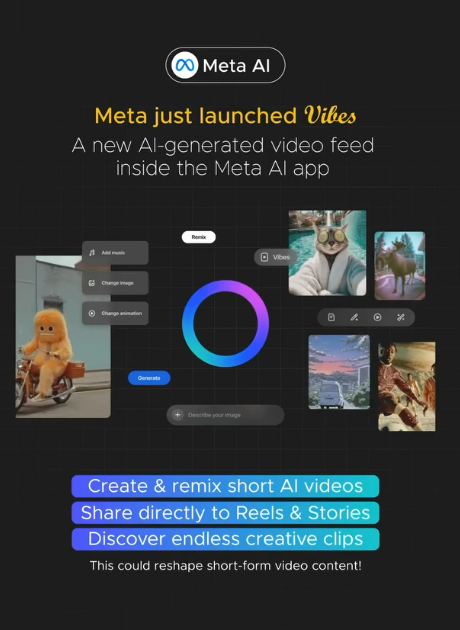 Meta AI
Meta just launched Vibes
A new AI-generated video feed
inside the Meta AI app
Remix
Add music
Vibes
Change image
Change animation
Generate
Describe your image
Create & remix short AI videos
Share directly to Reels & Stories
Discover endless creative clips
This could reshape short-form video content!